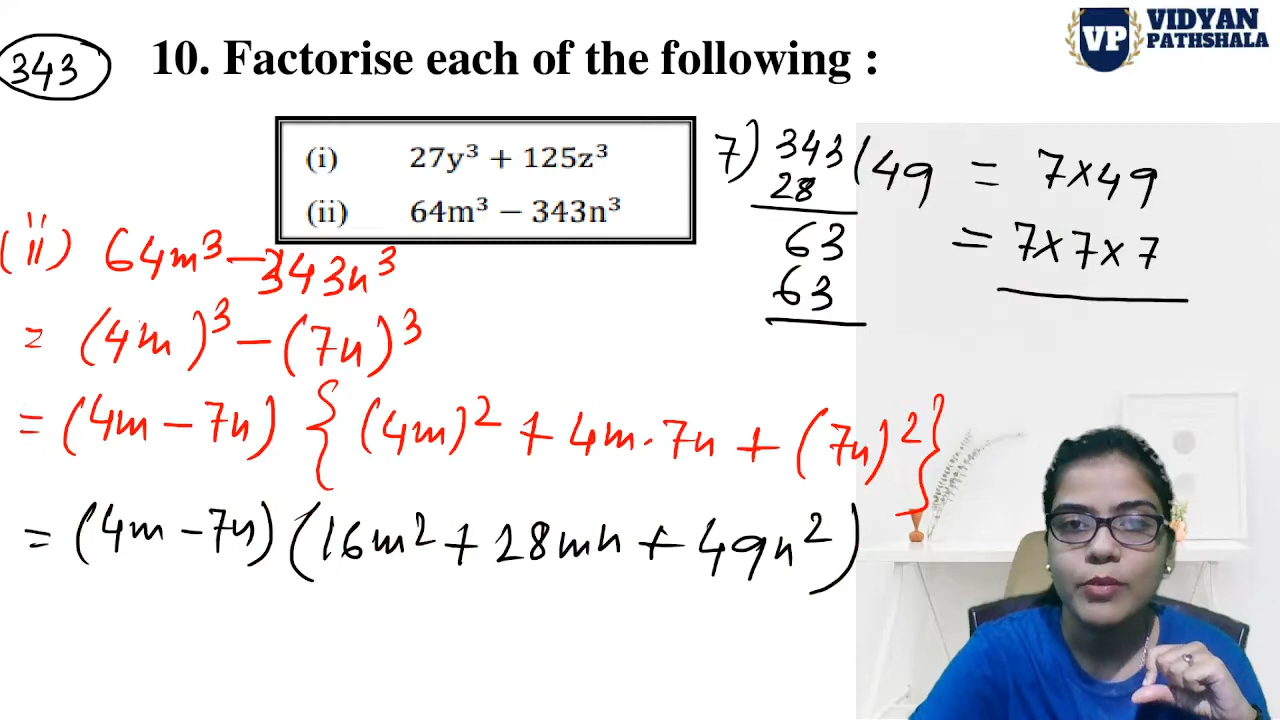 343
10. Factorise each of the following :
VP
VIDYAN
PATHSHALA
(i) 27y³ + 125z³
(ii) 64m³ − 343n³
7) 343 (49 = 7×49
28
63 = 7×7×7
63
(ii) 64m³ − 343n³
= (4m)³ − (7n)³
= (4m − 7n) { (4m)² + 4m·7n + (7n)² }
= (4m − 7n) (16m² + 28mn + 49n²)